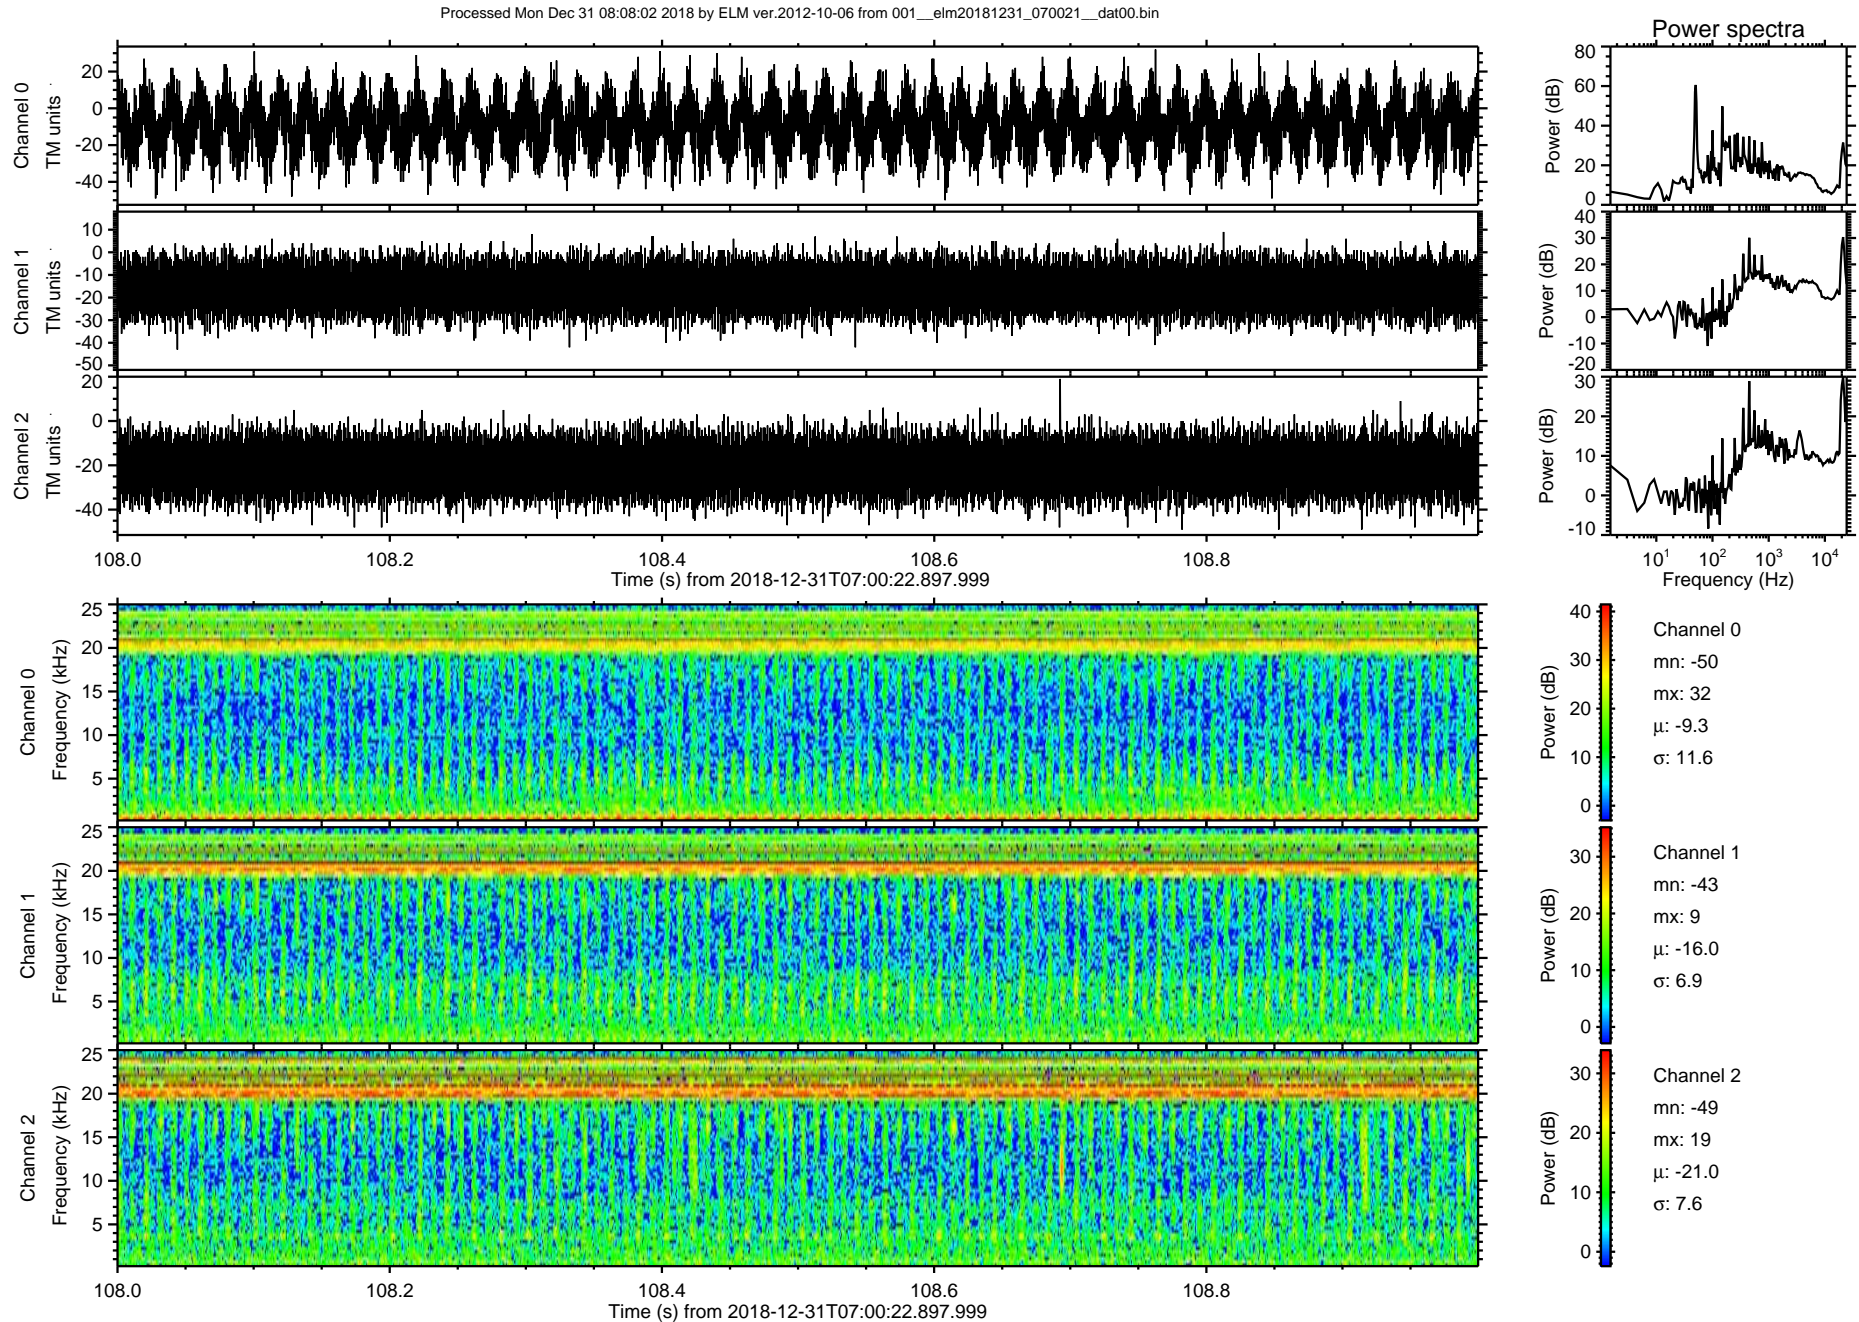 Processed Mon Dec 31 08:08:02 2018 by ELM ver.2012-10-06 from 001__elm20181231_070021__dat00.bin
Power spectra
Channel 0
TM units
20
0
-20
-40
Power (dB)
80
60
40
20
0
Channel 1
TM units
10
0
-10
-20
-30
-40
-50
Power (dB)
40
30
20
10
0
-10
-20
Channel 2
TM units
20
0
-20
-40
Power (dB)
30
20
10
0
-10
108.0 108.2 108.4 108.6 108.8
Time (s) from 2018-12-31T07:00:22.897.999
10¹ 10² 10³ 10⁴
Frequency (Hz)
Channel 0
Frequency (kHz)
25
20
15
10
5
Power (dB)
40
30
20
10
0
Channel 0
mn: -50
mx: 32
μ: -9.3
σ: 11.6
Channel 1
Frequency (kHz)
25
20
15
10
5
Power (dB)
30
20
10
0
Channel 1
mn: -43
mx: 9
μ: -16.0
σ: 6.9
Channel 2
Frequency (kHz)
25
20
15
10
5
Power (dB)
30
20
10
0
Channel 2
mn: -49
mx: 19
μ: -21.0
σ: 7.6
108.0 108.2 108.4 108.6 108.8
Time (s) from 2018-12-31T07:00:22.897.999